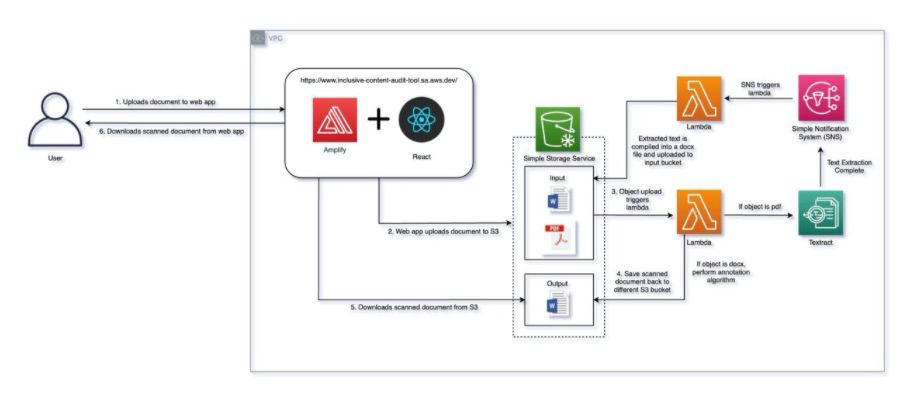 VPC
https://www.inclusive-content-audit-tool.sa.aws.dev/
Amplify
React
1. Uploads document to web app
6. Downloads scanned document from web app
User
2. Web app uploads document to S3
5. Downloads scanned document from S3
Simple Storage Service
Input
W
PDF
Output
W
Extracted text is
compiled into a docx
file and uploaded to
input bucket
Lambda
SNS triggers
lambda
Simple Notification
System (SNS)
Text Extraction
Complete
3. Object upload
triggers
lambda
Lambda
If object is pdf
Textract
If object is docx,
perform annotation
algorithm
4. Save scanned
document back to
different S3 bucket